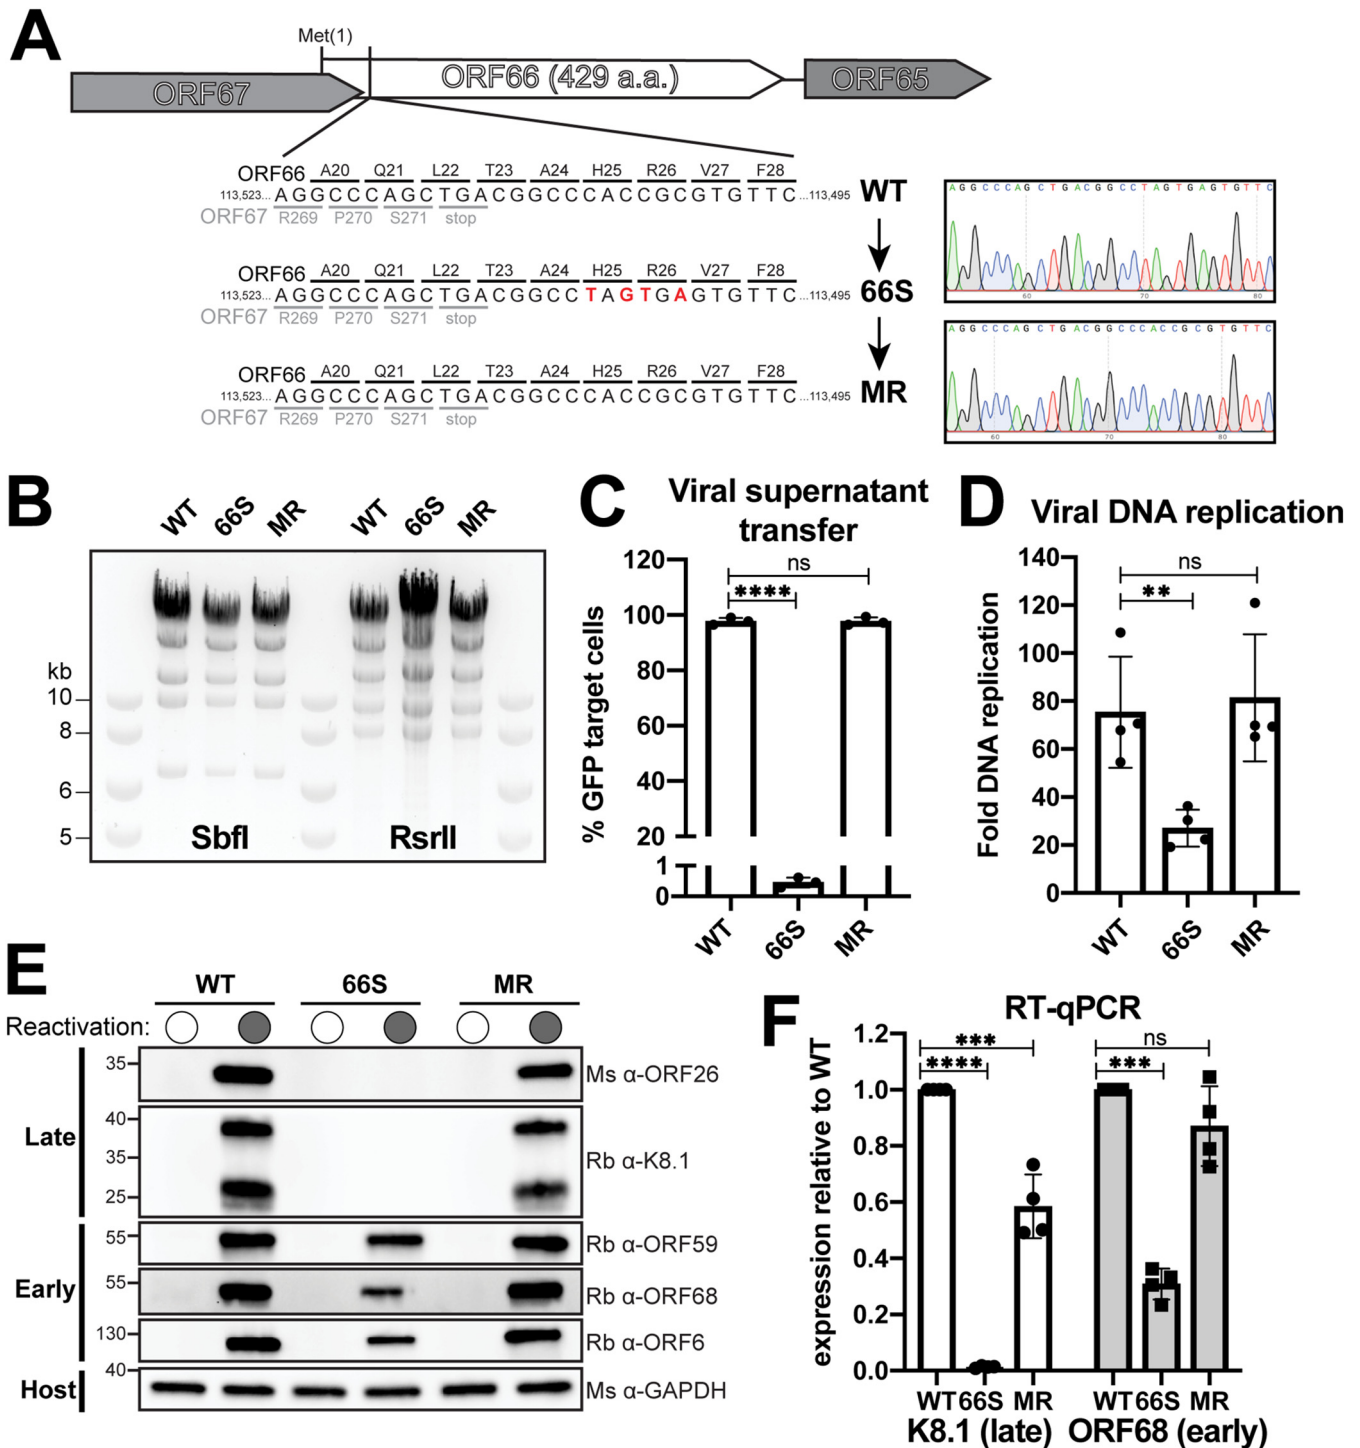 A
Met(1)
ORF67
ORF66 (429 a.a.)
ORF65
ORF66 A20 Q21 L22 T23 A24 H25 R26 V27 F28
113,523... AGGCCCAGCTGACGGCCCACCGCGTGTTC ...113,495
ORF67 R269 P270 S271 stop
WT
ORF66 A20 Q21 L22 T23 A24 H25 R26 V27 F28
113,523... AGGCCCAGCTGACGGCCTAGTGAGTGTTC ...113,495
ORF67 R269 P270 S271 stop
66S
ORF66 A20 Q21 L22 T23 A24 H25 R26 V27 F28
113,523... AGGCCCAGCTGACGGCCCACCGCGTGTTC ...113,495
ORF67 R269 P270 S271 stop
MR
AGGCCCAGCTGACGGCCTAGTGAGTGTTC
60 70 80
AGGCCCAGCTGACGGCCCACCGCGTGTTC
60 70 80
B
WT 66S MR WT 66S MR
kb
10
8
6
5
SbfI RsrII
C
Viral supernatant
transfer
% GFP target cells
120
100
80
60
40
20
1
0
ns
****
WT 66S MR
D
Viral DNA replication
Fold DNA replication
140
120
100
80
60
40
20
0
ns
**
WT 66S MR
E
WT 66S MR
Reactivation:
Late
35
Ms α-ORF26
40
35
25
Rb α-K8.1
Early
55
Rb α-ORF59
55
Rb α-ORF68
130
Rb α-ORF6
Host
40
Ms α-GAPDH
F
RT-qPCR
expression relative to WT
1.2
1.0
0.8
0.6
0.4
0.2
0.0
***
****
ns
***
WT 66S MR WT 66S MR
K8.1 (late) ORF68 (early)